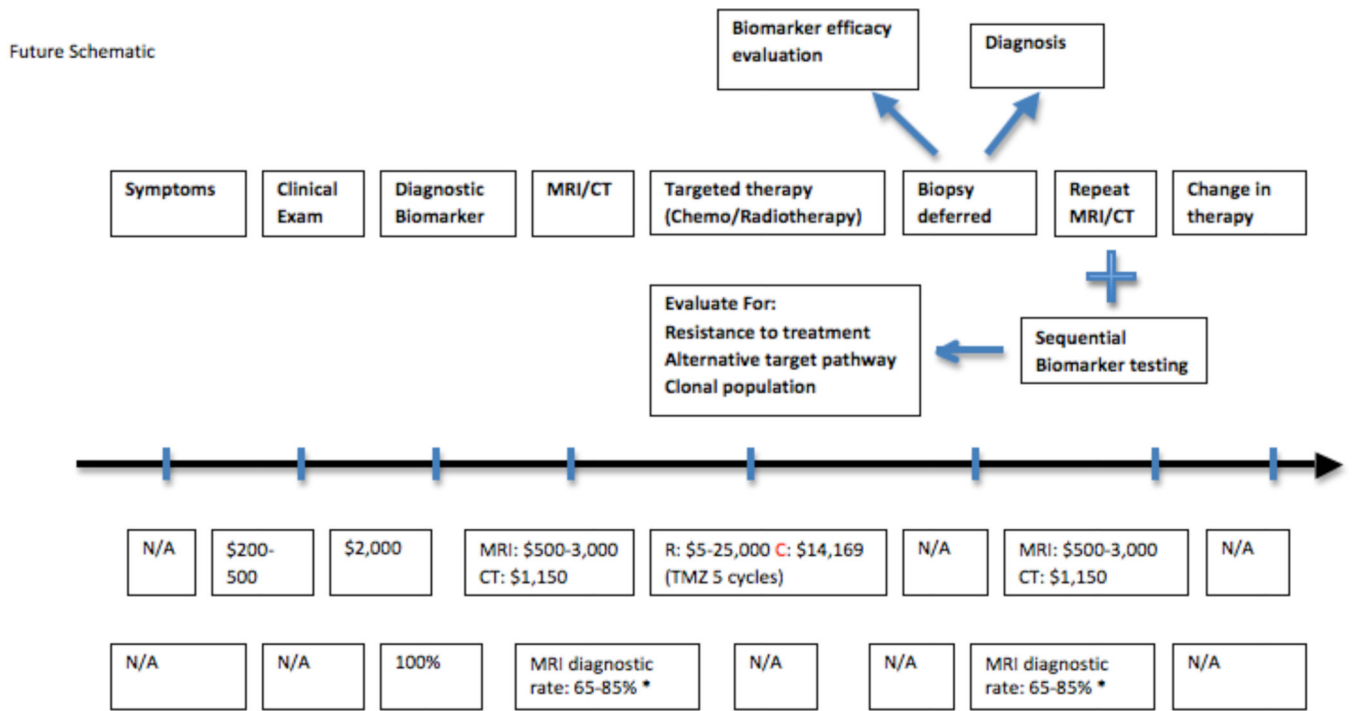 Future Schematic
Biomarker efficacy
evaluation
Diagnosis
Symptoms
Clinical
Exam
Diagnostic
Biomarker
MRI/CT
Targeted therapy
(Chemo/Radiotherapy)
Biopsy
deferred
Repeat
MRI/CT
Change in
therapy
Evaluate For:
Resistance to treatment
Alternative target pathway
Clonal population
Sequential
Biomarker testing
N/A
$200-
500
$2,000
MRI: $500-3,000
CT: $1,150
R: $5-25,000 C: $14,169
(TMZ 5 cycles)
N/A
MRI: $500-3,000
CT: $1,150
N/A
N/A
N/A
100%
MRI diagnostic
rate: 65-85% *
N/A
N/A
MRI diagnostic
rate: 65-85% *
N/A